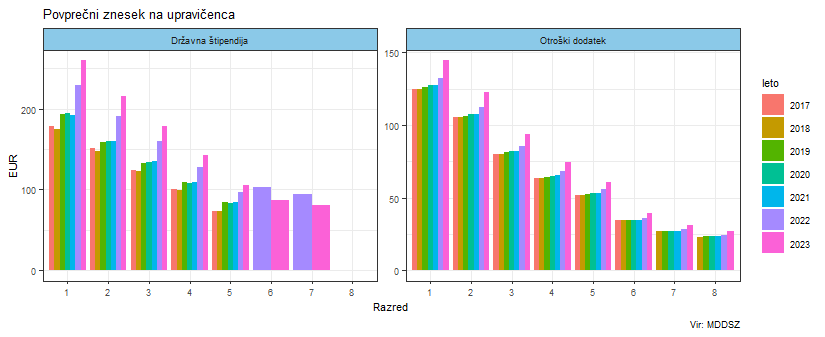 Povprečni znesek na upravičenca
Državna štipendija
Otroški dodatek
EUR
200
100
0
150
100
50
0
1 2 3 4 5 6 7 8
1 2 3 4 5 6 7 8
Razred
leto
2017
2018
2019
2020
2021
2022
2023
Vir: MDDSZ